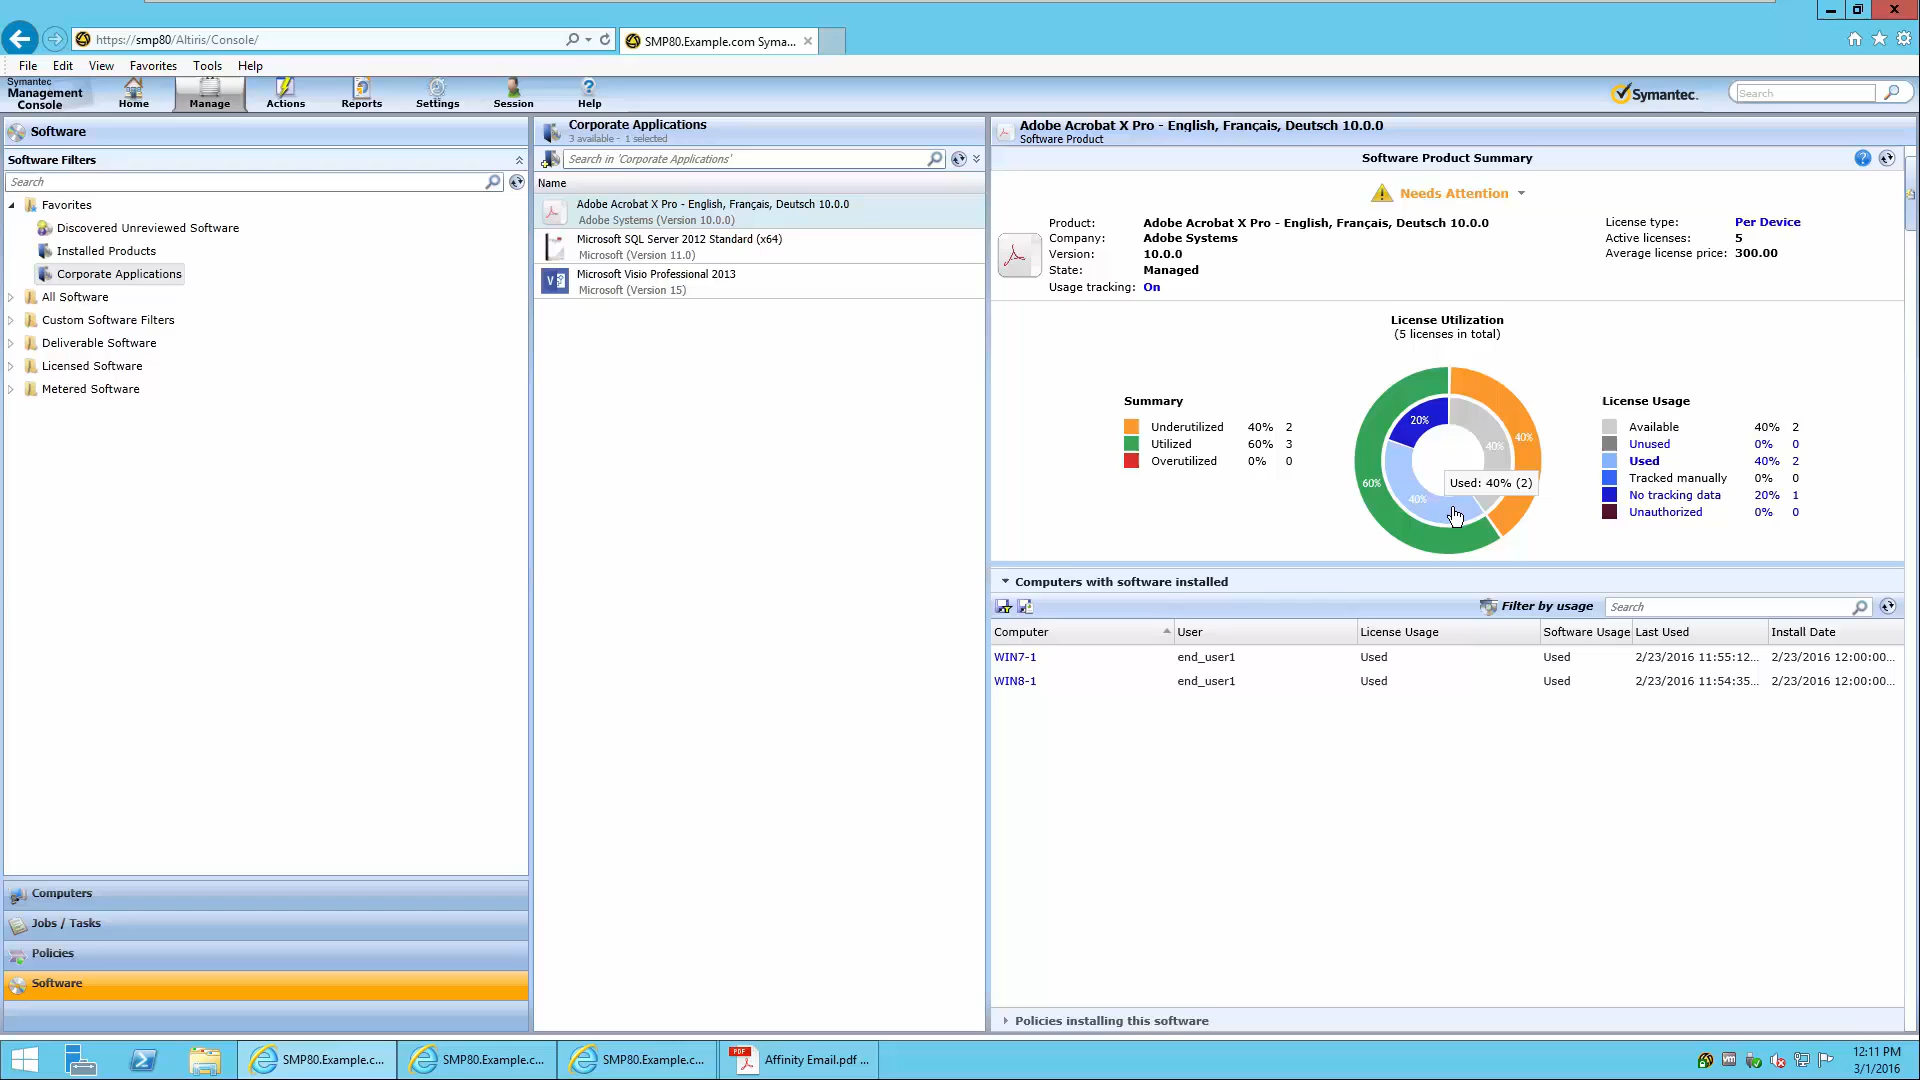 https://smp80/Altiris/Console/
SMP80.Example.com Syma...
File Edit View Favorites Tools Help
Symantec
Management
Console
Home
Manage
Actions
Reports
Settings
Session
Help
Symantec.
Search
Software
Software Filters
Search
Favorites
Discovered Unreviewed Software
Installed Products
Corporate Applications
All Software
Custom Software Filters
Deliverable Software
Licensed Software
Metered Software
Computers
Jobs / Tasks
Policies
Software
Corporate Applications
3 available - 1 selected
Search in 'Corporate Applications'
Name
Adobe Acrobat X Pro - English, Français, Deutsch 10.0.0
Adobe Systems (Version 10.0.0)
Microsoft SQL Server 2012 Standard (x64)
Microsoft (Version 11.0)
Microsoft Visio Professional 2013
Microsoft (Version 15)
Adobe Acrobat X Pro - English, Français, Deutsch 10.0.0
Software Product
Software Product Summary
Needs Attention
Product: Adobe Acrobat X Pro - English, Français, Deutsch 10.0.0
Company: Adobe Systems
Version: 10.0.0
State: Managed
Usage tracking: On
License type: Per Device
Active licenses: 5
Average license price: 300.00
License Utilization
(5 licenses in total)
Summary
Underutilized 40% 2
Utilized 60% 3
Overutilized 0% 0
20%
40%
40%
60%
40%
Used: 40% (2)
License Usage
Available 40% 2
Unused 0% 0
Used 40% 2
Tracked manually 0% 0
No tracking data 20% 1
Unauthorized 0% 0
Computers with software installed
Filter by usage
Search
Computer User License Usage Software Usage Last Used Install Date
WIN7-1 end_user1 Used Used 2/23/2016 11:55:12... 2/23/2016 12:00:00...
WIN8-1 end_user1 Used Used 2/23/2016 11:54:35... 2/23/2016 12:00:00...
Policies installing this software
SMP80.Example.c...
SMP80.Example.c...
SMP80.Example.c...
PDF
Affinity Email.pdf ...
12:11 PM
3/1/2016